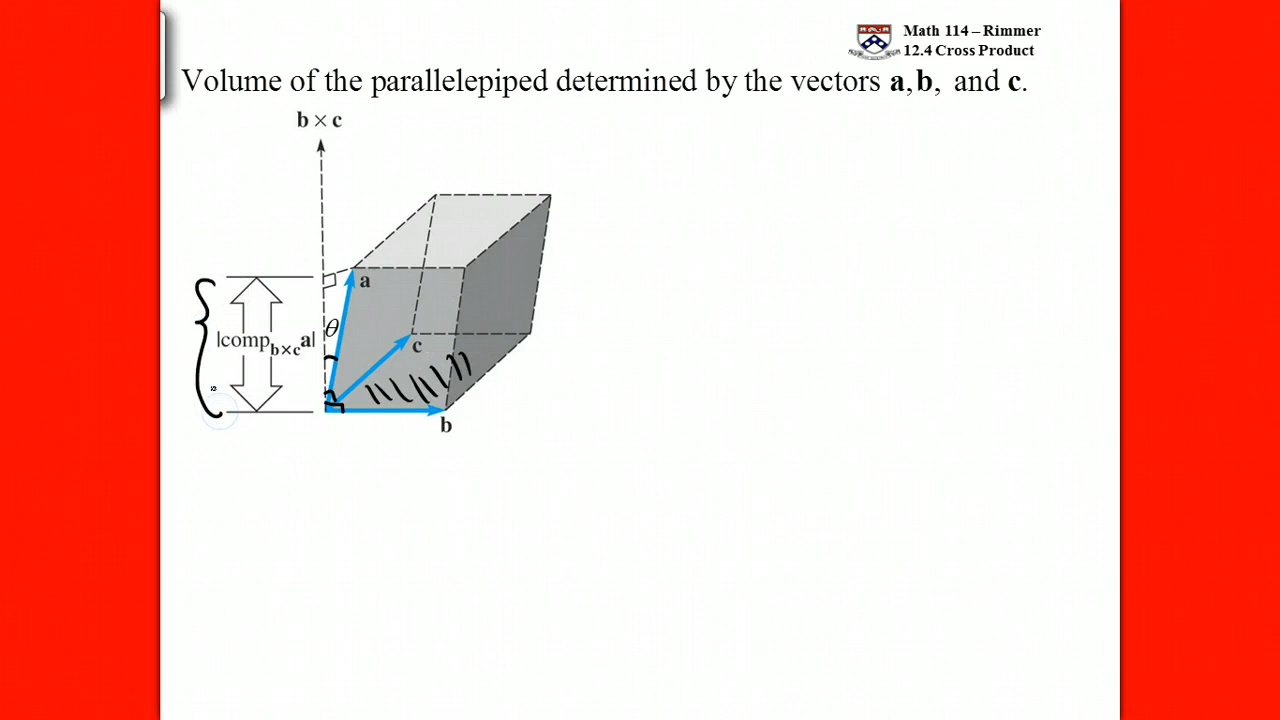 Math 114 – Rimmer
12.4 Cross Product
Volume of the parallelepiped determined by the vectors a, b, and c.
b × c
a
θ
|comp_b×c a|
c
b